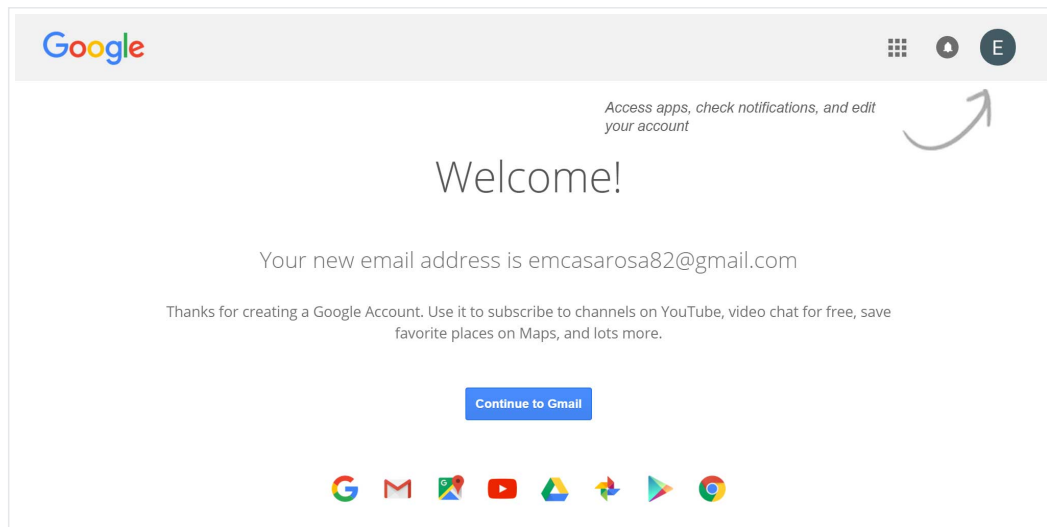 Google
E
Access apps, check notifications, and edit
your account
Welcome!
Your new email address is emcasarosa82@gmail.com
Thanks for creating a Google Account. Use it to subscribe to channels on YouTube, video chat for free, save
favorite places on Maps, and lots more.
Continue to Gmail